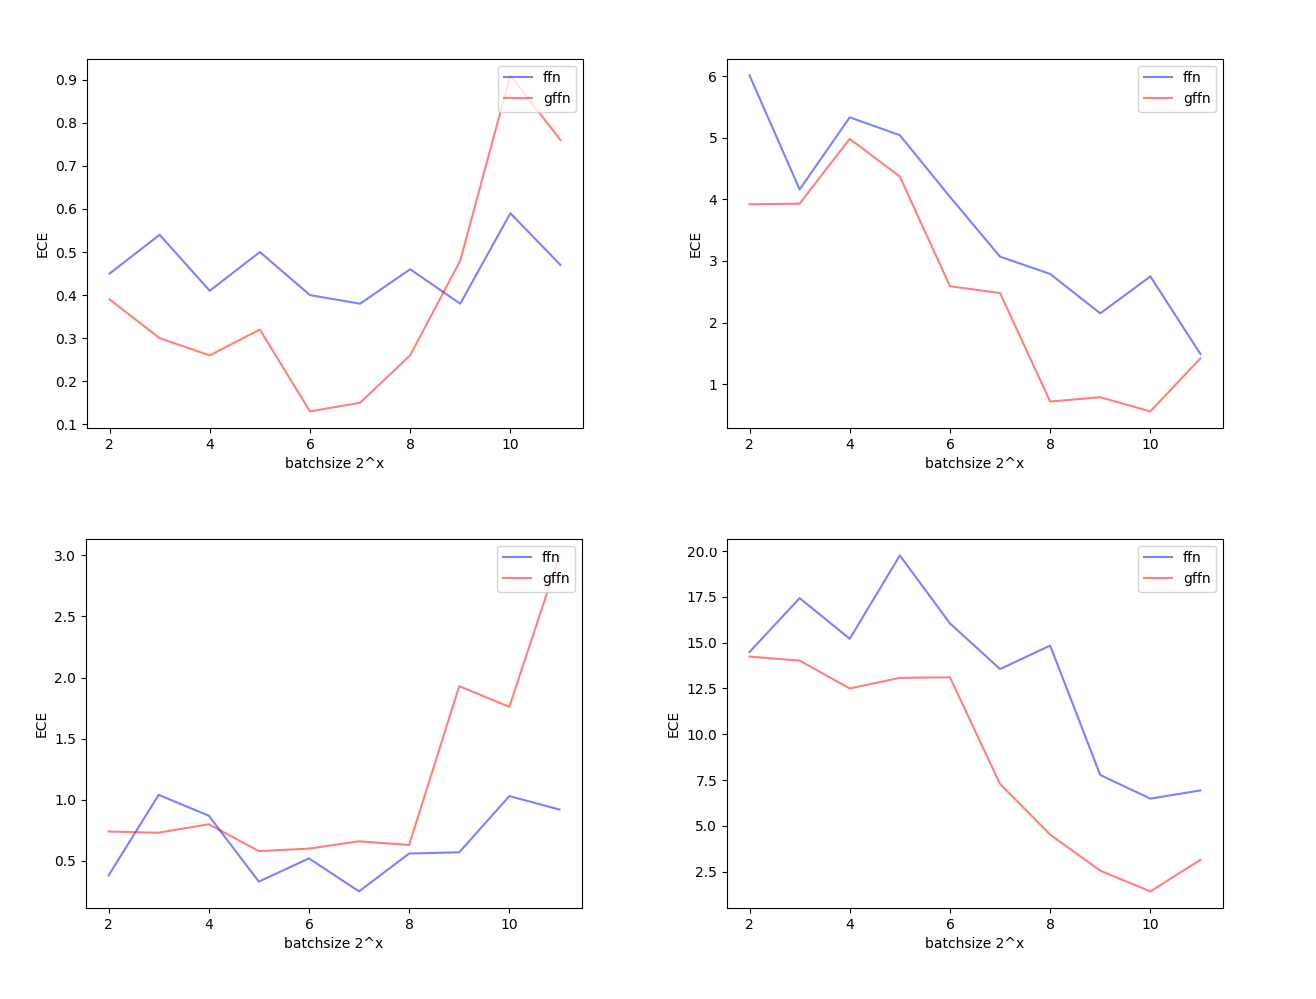 ffn
gffn
0.9
0.8
0.7
0.6
0.5
0.4
0.3
0.2
0.1
ECE
2 4 6 8 10
batchsize 2^x
ffn
gffn
6
5
4
3
2
1
ECE
2 4 6 8 10
batchsize 2^x
ffn
gffn
3.0
2.5
2.0
1.5
1.0
0.5
ECE
2 4 6 8 10
batchsize 2^x
ffn
gffn
20.0
17.5
15.0
12.5
10.0
7.5
5.0
2.5
ECE
2 4 6 8 10
batchsize 2^x